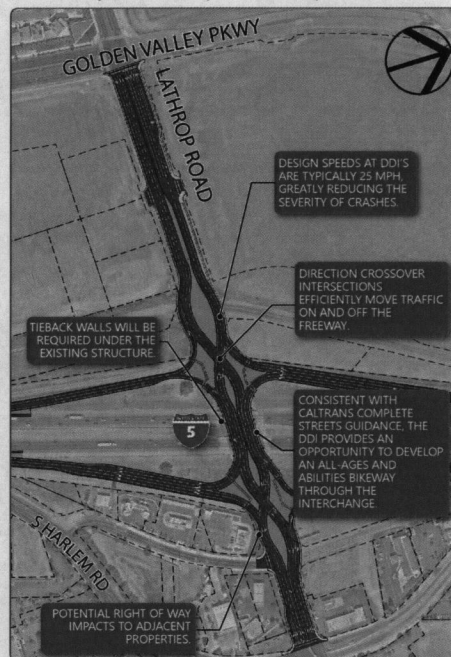 GOLDEN VALLEY PKWY
LATHROP ROAD
DESIGN SPEEDS AT DDI'S
ARE TYPICALLY 25 MPH,
GREATLY REDUCING THE
SEVERITY OF CRASHES.
DIRECTION CROSSOVER
INTERSECTIONS
EFFICIENTLY MOVE TRAFFIC
ON AND OFF THE
FREEWAY.
TIEBACK WALLS WILL BE
REQUIRED UNDER THE
EXISTING STRUCTURE.
5
CONSISTENT WITH
CALTRANS COMPLETE
STREETS GUIDANCE, THE
DDI PROVIDES AN
OPPORTUNITY TO DEVELOP
AN ALL-AGES AND
ABILITIES BIKEWAY
THROUGH THE
INTERCHANGE.
S HARLEM RD
POTENTIAL RIGHT OF WAY
IMPACTS TO ADJACENT
PROPERTIES.